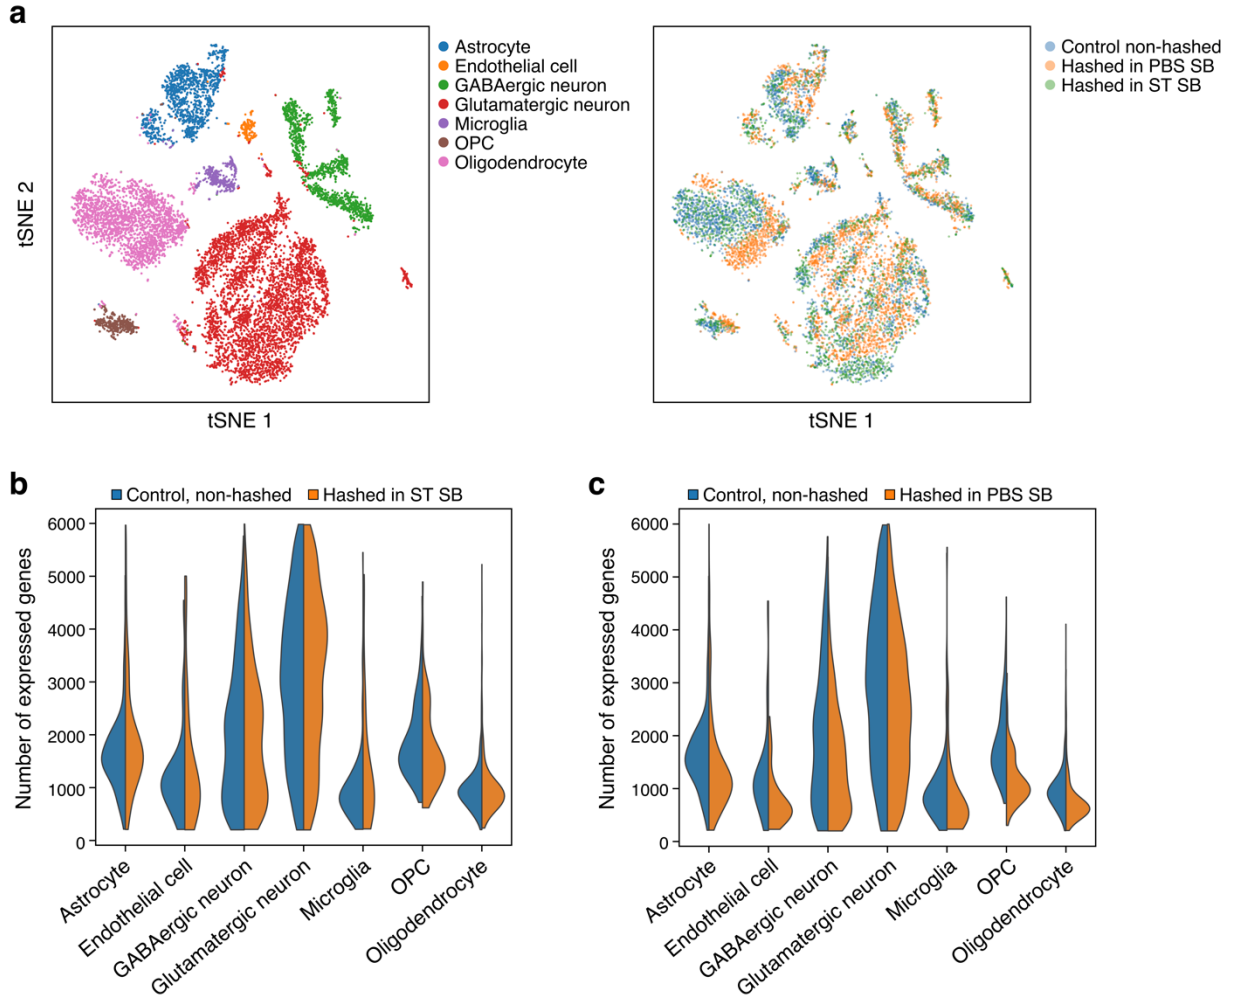 a
Astrocyte
Endothelial cell
GABAergic neuron
Glutamatergic neuron
Microglia
OPC
Oligodendrocyte
tSNE 2
tSNE 1
Control non-hashed
Hashed in PBS SB
Hashed in ST SB
tSNE 1
b
Control, non-hashed
Hashed in ST SB
Number of expressed genes
6000
5000
4000
3000
2000
1000
0
Astrocyte
Endothelial cell
GABAergic neuron
Glutamatergic neuron
Microglia
OPC
Oligodendrocyte
c
Control, non-hashed
Hashed in PBS SB
Number of expressed genes
6000
5000
4000
3000
2000
1000
0
Astrocyte
Endothelial cell
GABAergic neuron
Glutamatergic neuron
Microglia
OPC
Oligodendrocyte